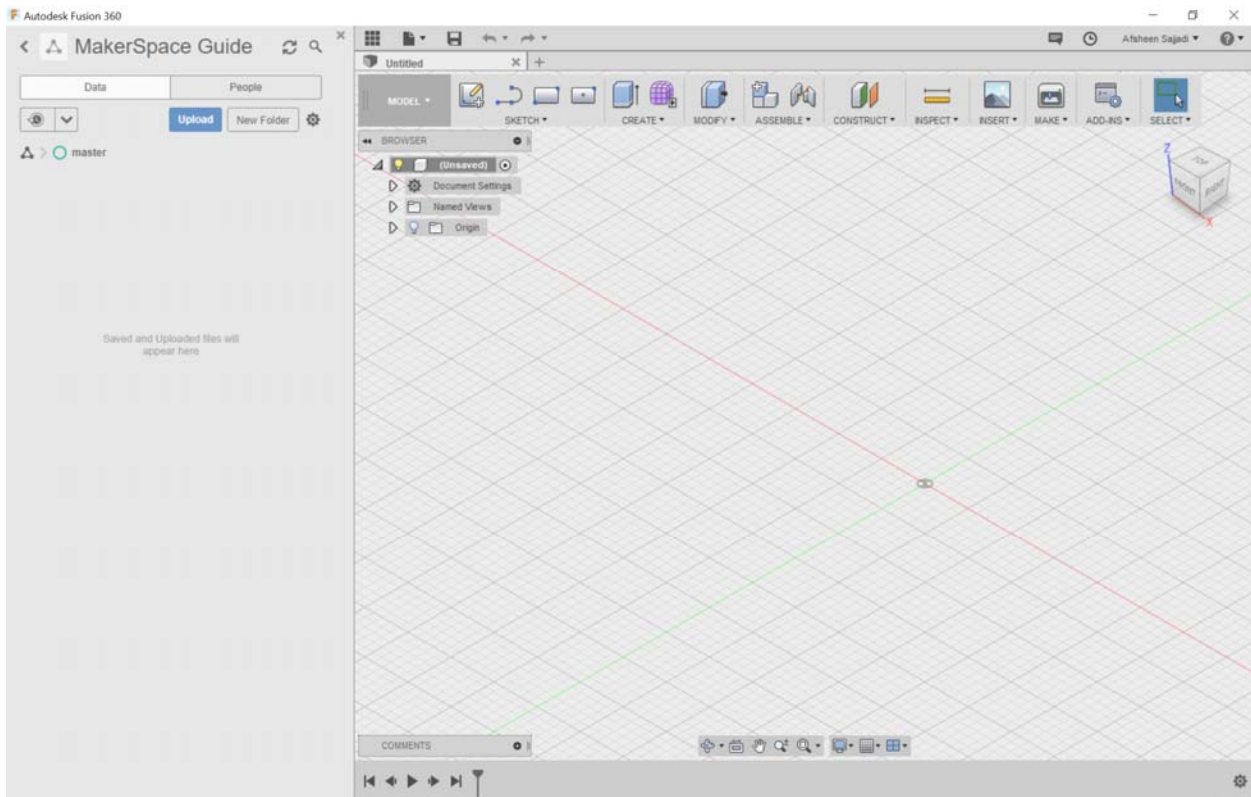 Autodesk Fusion 360
MakerSpace Guide
Data People
Upload New Folder
master
Saved and Uploaded files will
appear here
Afsheen Sajadi
Untitled
MODEL
SKETCH CREATE MODIFY ASSEMBLE CONSTRUCT INSPECT INSERT MAKE ADD-INS SELECT
BROWSER
(Unsaved)
Document Settings
Named Views
Origin
Z
TOP
FRONT RIGHT
X
COMMENTS